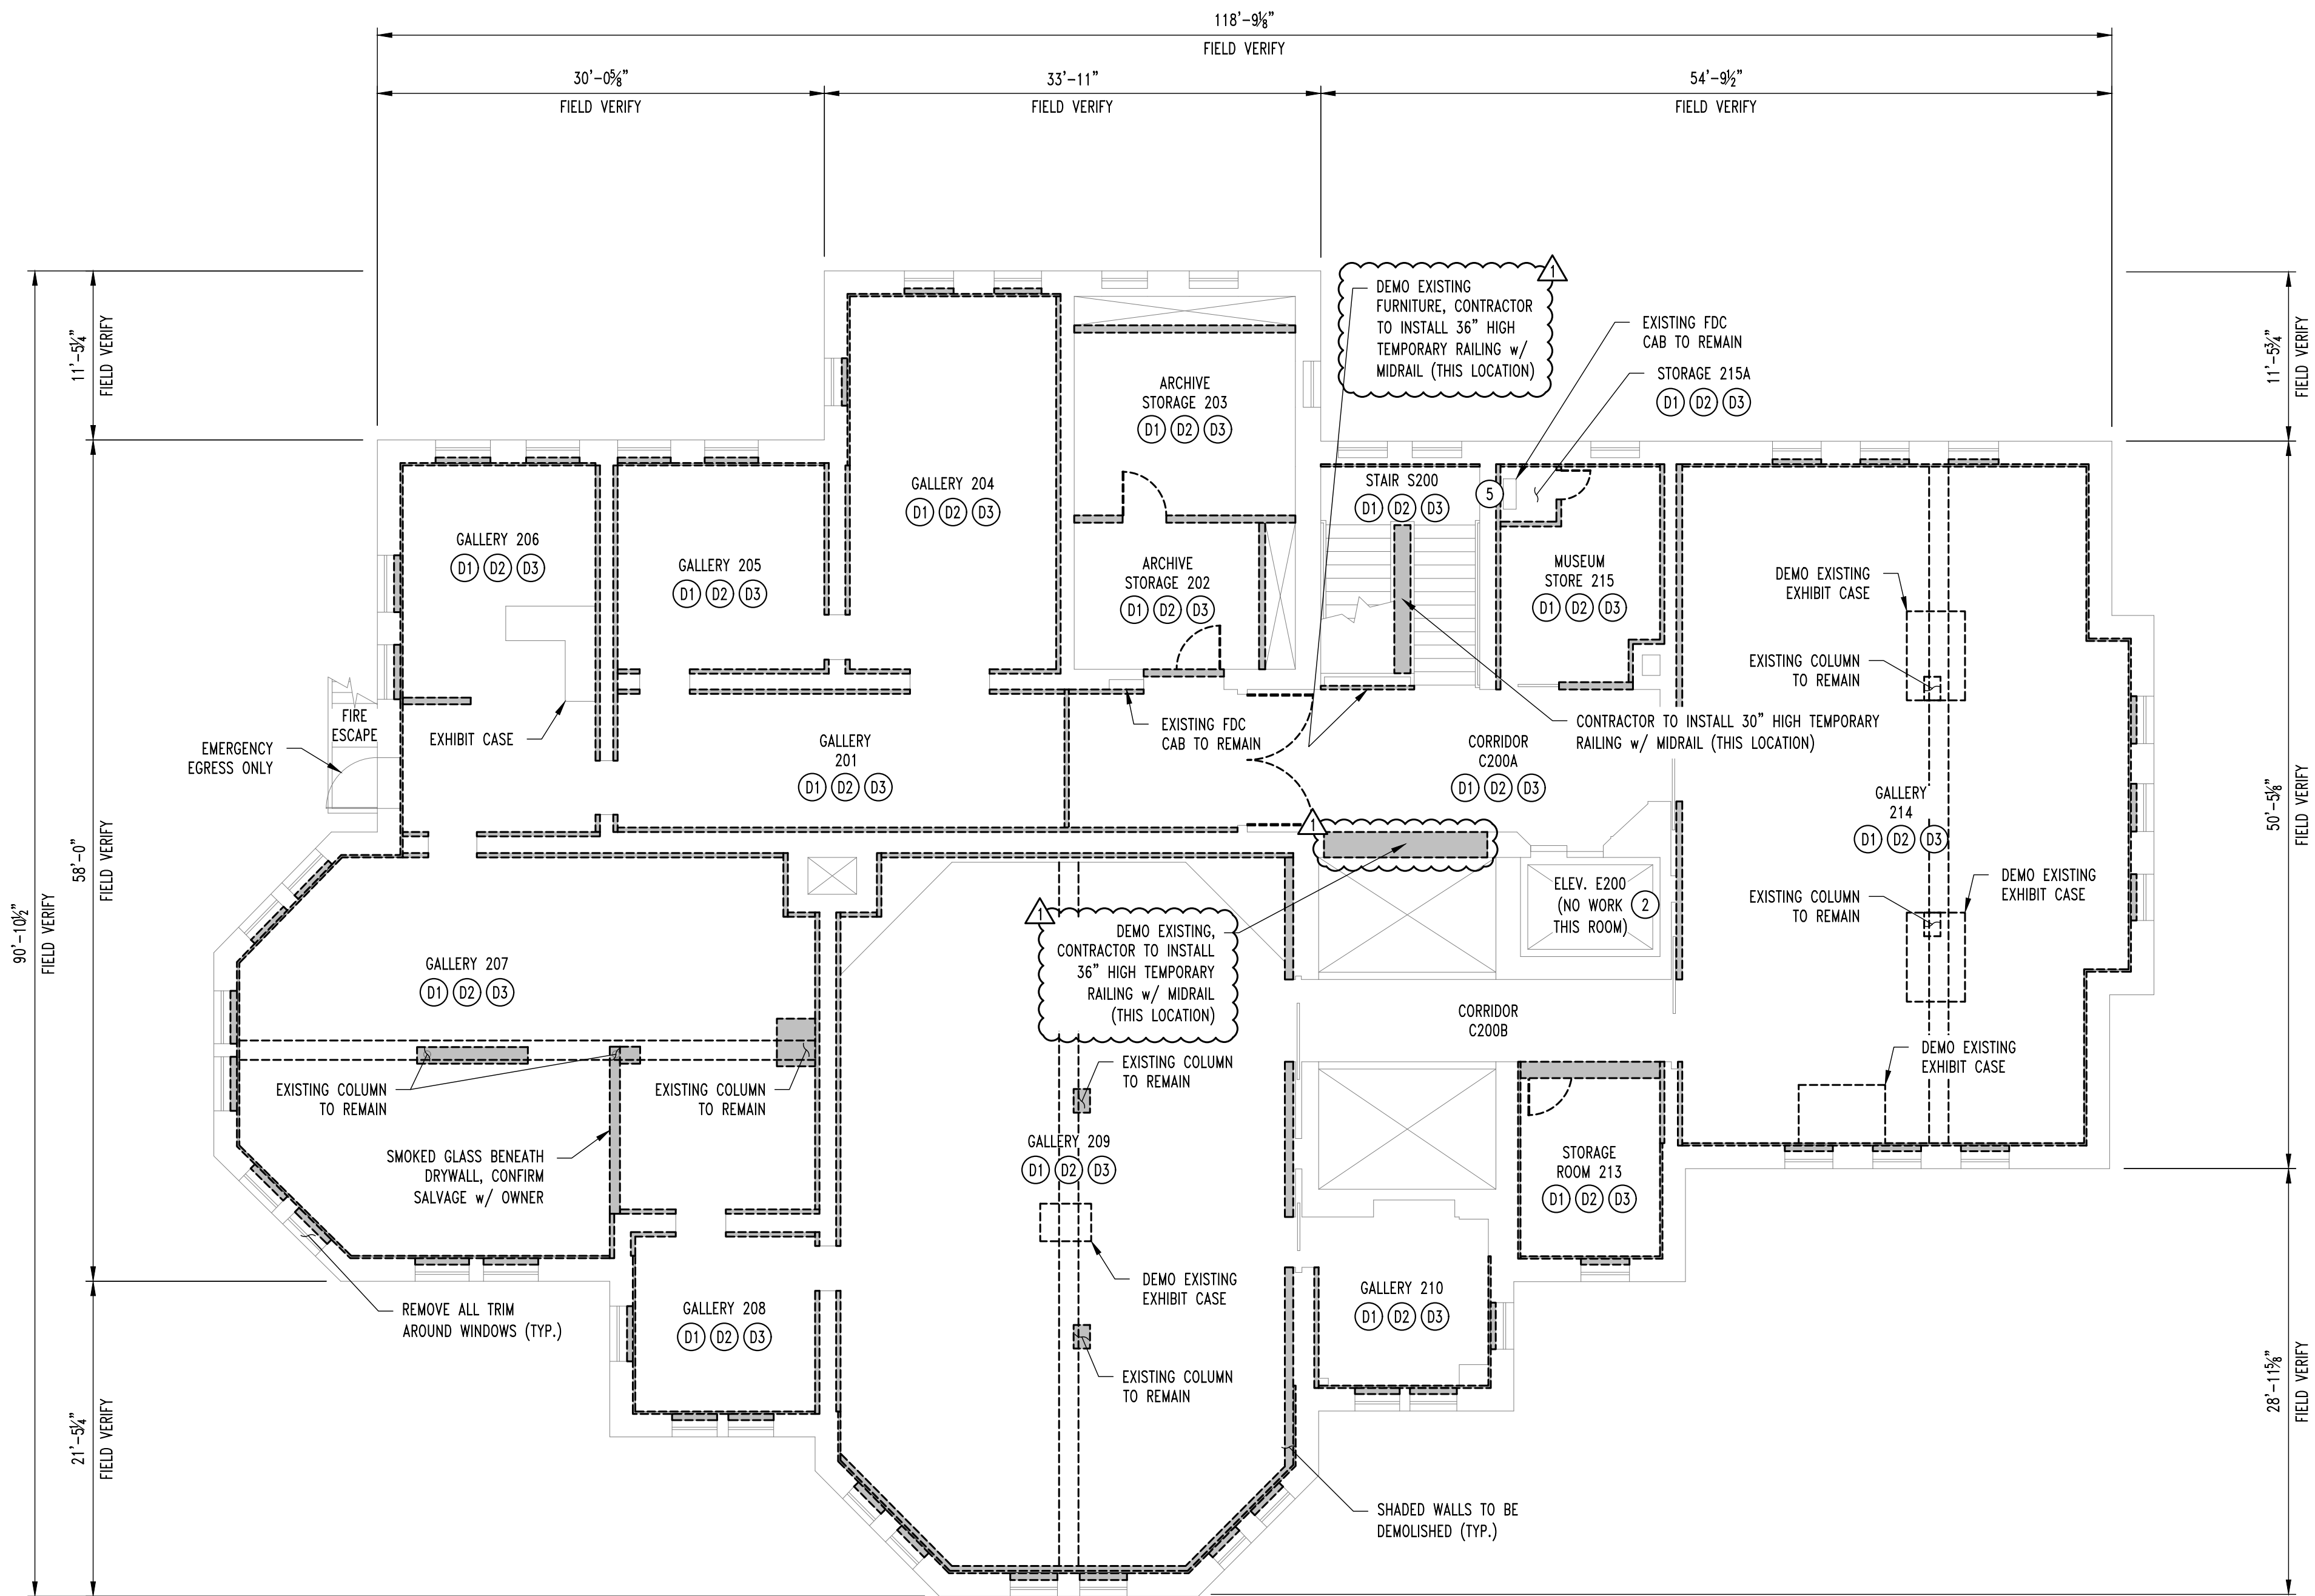 118'-9⅛"
FIELD VERIFY
30'-0⅝"
FIELD VERIFY
33'-11"
FIELD VERIFY
54'-9½"
FIELD VERIFY
11'-5¼"
FIELD VERIFY
58'-0"
FIELD VERIFY
90'-10½"
FIELD VERIFY
21'-5¼"
FIELD VERIFY
11'-5¾"
FIELD VERIFY
50'-5⅛"
FIELD VERIFY
28'-11⅝"
FIELD VERIFY
1
DEMO EXISTING
FURNITURE, CONTRACTOR
TO INSTALL 36" HIGH
TEMPORARY RAILING w/
MIDRAIL (THIS LOCATION)
EXISTING FDC
CAB TO REMAIN
STORAGE 215A
D1 D2 D3
ARCHIVE
STORAGE 203
D1 D2 D3
GALLERY 204
D1 D2 D3
STAIR S200
D1 D2 D3
5
GALLERY 206
D1 D2 D3
GALLERY 205
D1 D2 D3
ARCHIVE
STORAGE 202
D1 D2 D3
MUSEUM
STORE 215
D1 D2 D3
DEMO EXISTING
EXHIBIT CASE
EXISTING COLUMN
TO REMAIN
FIRE
ESCAPE
EMERGENCY
EGRESS ONLY
EXHIBIT CASE
GALLERY
201
D1 D2 D3
EXISTING FDC
CAB TO REMAIN
CORRIDOR
C200A
D1 D2 D3
CONTRACTOR TO INSTALL 30" HIGH TEMPORARY
RAILING w/ MIDRAIL (THIS LOCATION)
GALLERY
214
D1 D2 D3
1
ELEV. E200
(NO WORK
THIS ROOM)
2
EXISTING COLUMN
TO REMAIN
DEMO EXISTING
EXHIBIT CASE
1
DEMO EXISTING,
CONTRACTOR TO INSTALL
36" HIGH TEMPORARY
RAILING w/ MIDRAIL
(THIS LOCATION)
GALLERY 207
D1 D2 D3
CORRIDOR
C200B
DEMO EXISTING
EXHIBIT CASE
EXISTING COLUMN
TO REMAIN
EXISTING COLUMN
TO REMAIN
EXISTING COLUMN
TO REMAIN
SMOKED GLASS BENEATH
DRYWALL, CONFIRM
SALVAGE w/ OWNER
GALLERY 209
D1 D2 D3
STORAGE
ROOM 213
D1 D2 D3
DEMO EXISTING
EXHIBIT CASE
REMOVE ALL TRIM
AROUND WINDOWS (TYP.)
GALLERY 208
D1 D2 D3
GALLERY 210
D1 D2 D3
EXISTING COLUMN
TO REMAIN
SHADED WALLS TO BE
DEMOLISHED (TYP.)